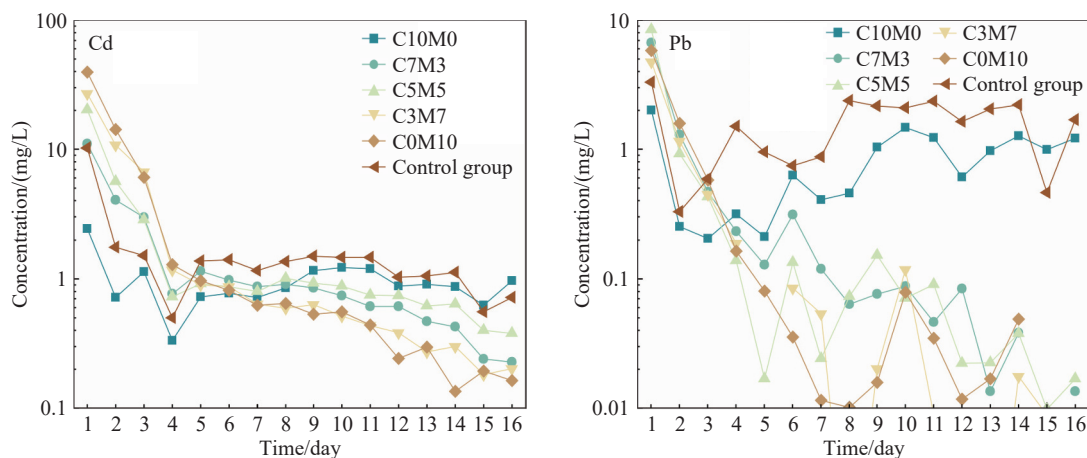 100
10
1
0.1
Concentration/(mg/L)
Cd
C10M0
C7M3
C5M5
C3M7
C0M10
Control group
1 2 3 4 5 6 7 8 9 10 11 12 13 14 15 16
Time/day
10
1
0.1
0.01
Concentration/(mg/L)
Pb
C10M0 C3M7
C7M3 C0M10
C5M5 Control group
1 2 3 4 5 6 7 8 9 10 11 12 13 14 15 16
Time/day